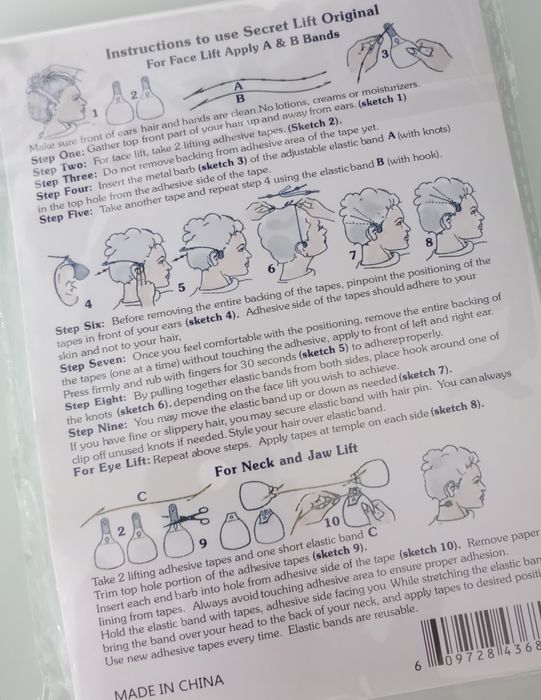 Instructions to use Secret Lift Original
For Face Lift Apply A & B Bands
1
2
A
B
3
Make sure front of ears hair and hands are clean.No lotions, creams or moisturizers.
Step One: Gather top front part of your hair up and away from ears. (sketch 1)
Step Two: For face lift, take 2 lifting adhesive tapes. (Sketch 2).
Step Three: Do not remove backing from adhesive area of the tape yet.
Step Four: Insert the metal barb (sketch 3) of the adjustable elastic band A (with knots)
in the top hole from the adhesive side of the tape.
Step Five: Take another tape and repeat step 4 using the elastic band B (with hook).
4
5
6
7
8
Step Six: Before removing the entire backing of the tapes, pinpoint the positioning of the
tapes in front of your ears (sketch 4). Adhesive side of the tapes should adhere to your
skin and not to your hair,
Step Seven: Once you feel comfortable with the positioning, remove the entire backing of
the tapes (one at a time) without touching the adhesive, apply to front of left and right ear.
Press firmly and rub with fingers for 30 seconds (sketch 5) to adhere properly.
Step Eight: By pulling together elastic bands from both sides, place hook around one of
the knots (sketch 6), depending on the face lift you wish to achieve.
Step Nine: You may move the elastic band up or down as needed (sketch 7).
If you have fine or slippery hair, you may secure elastic band with hair pin. You can always
clip off unused knots if needed. Style your hair over elastic band.
For Eye Lift: Repeat above steps. Apply tapes at temple on each side (sketch 8).
For Neck and Jaw Lift
C
2
9
10
Take 2 lifting adhesive tapes and one short elastic band C
Trim top hole portion of the adhesive tapes (sketch 9).
Insert each end barb into hole from adhesive side of the tape (sketch 10). Remove paper
lining from tapes. Always avoid touching adhesive area to ensure proper adhesion.
Hold the elastic band with tapes, adhesive side facing you While stretching the elastic ban
bring the band over your head to the back of your neck, and apply tapes to desired positi
Use new adhesive tapes every time. Elastic bands are reusable.
MADE IN CHINA
6 09728 4368